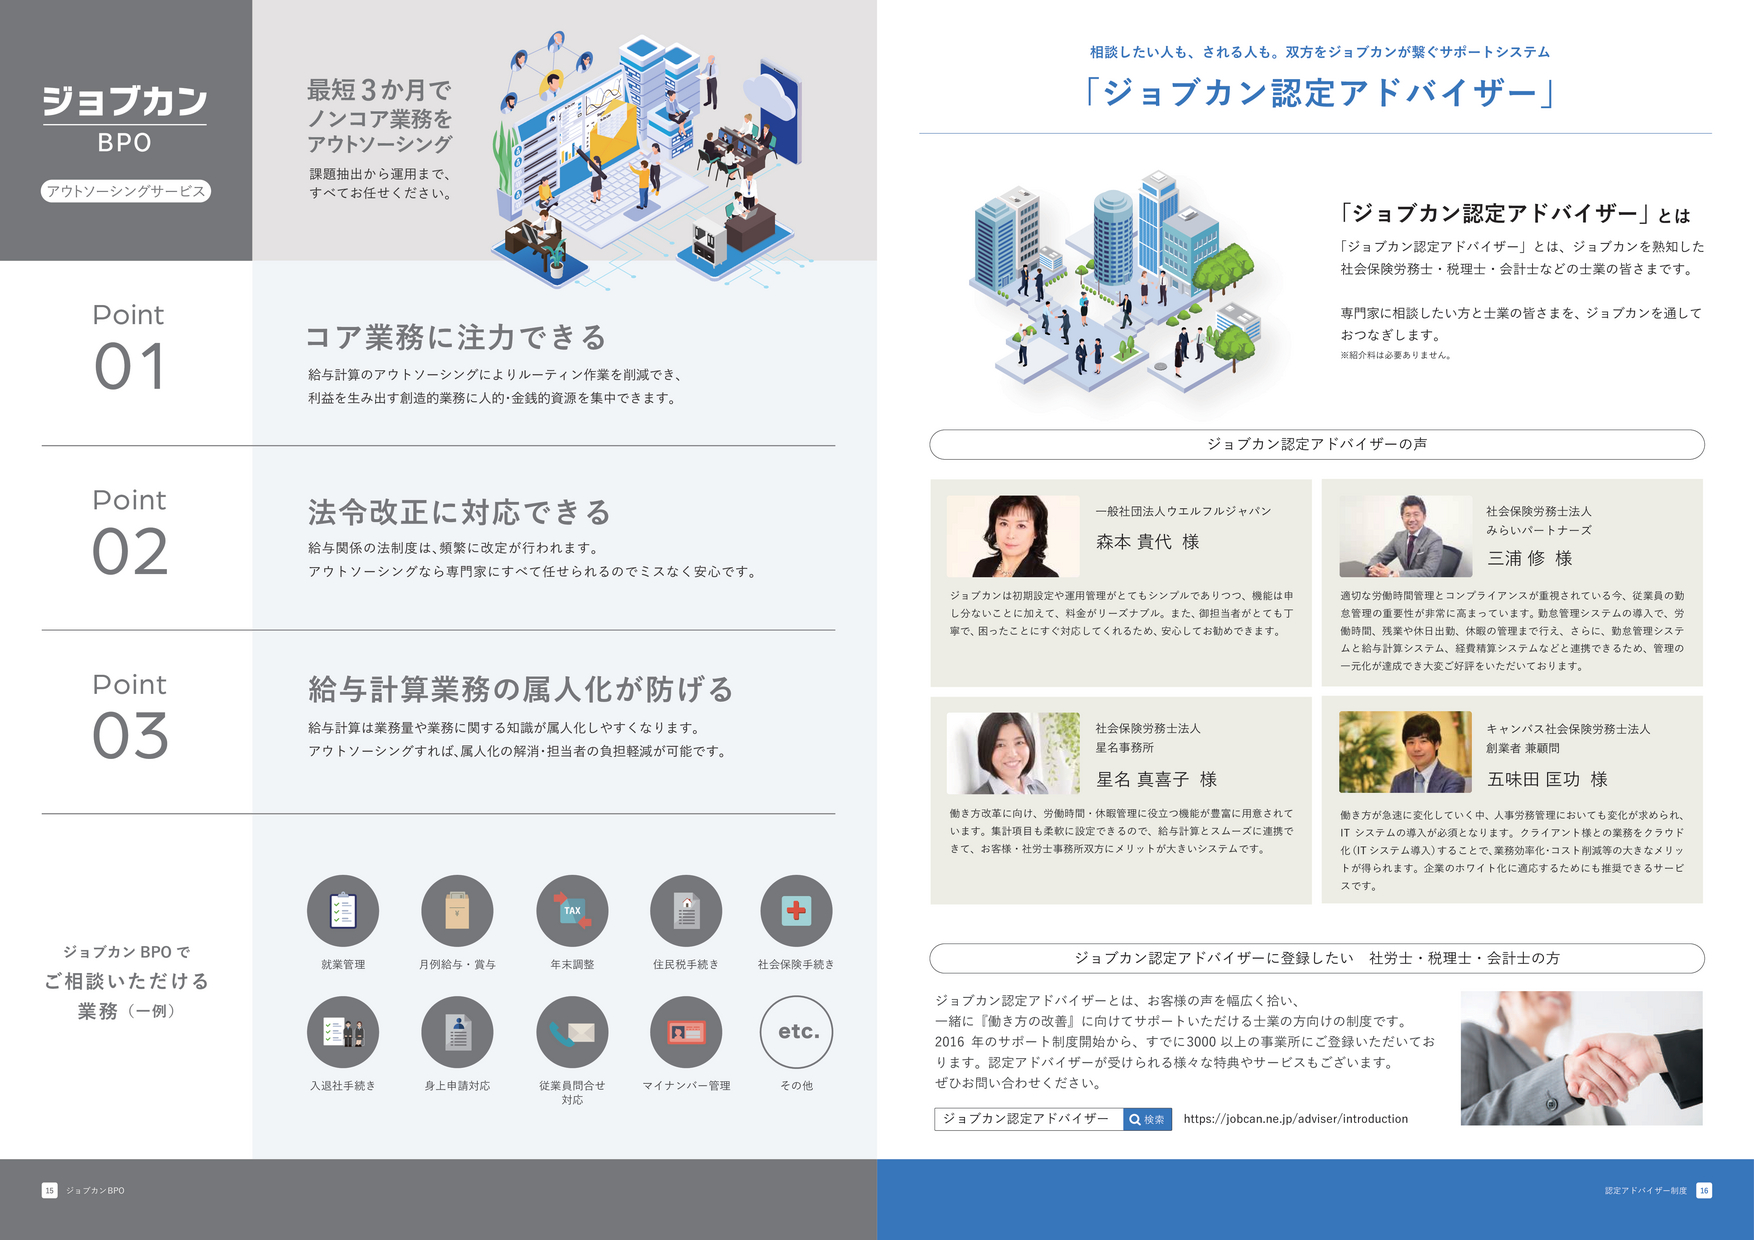 ジョブカン
BPO
アウトソーシングサービス
最短3か月で
ノンコア業務を
アウトソーシング
課題抽出から運用まで、
すべてお任せください。
Point
01
コア業務に注力できる
給与計算のアウトソーシングによりルーティン作業を削減でき、
利益を生み出す創造的業務に人的・金銭的資源を集中できます。
Point
02
法令改正に対応できる
給与関係の法制度は、頻繁に改定が行われます。
アウトソーシングなら専門家にすべて任せられるのでミスなく安心です。
Point
03
給与計算業務の属人化が防げる
給与計算は業務量や業務に関する知識が属人化しやすくなります。
アウトソーシングすれば、属人化の解消・担当者の負担軽減が可能です。
ジョブカン BPO で
ご相談いただける
業務（一例）
就業管理
月例給与・賞与
TAX
年末調整
住民税手続き
社会保険手続き
入退社手続き
身上申請対応
従業員問合せ
対応
マイナンバー管理
etc.
その他
15 ジョブカンBPO
相談したい人も、される人も。双方をジョブカンが繋ぐサポートシステム
「ジョブカン認定アドバイザー」
「ジョブカン認定アドバイザー」とは
「ジョブカン認定アドバイザー」とは、ジョブカンを熟知した
社会保険労務士・税理士・会計士などの士業の皆さまです。
専門家に相談したい方と士業の皆さまを、ジョブカンを通して
おつなぎします。
※紹介料は必要ありません。
ジョブカン認定アドバイザーの声
一般社団法人ウエルフルジャパン
森本 貴代 様
ジョブカンは初期設定や運用管理がとてもシンプルでありつつ、機能は申
し分ないことに加えて、料金がリーズナブル。また、御担当者がとても丁
寧で、困ったことにすぐ対応してくれるため、安心してお勧めできます。
社会保険労務士法人
みらいパートナーズ
三浦 修 様
適切な労働時間管理とコンプライアンスが重視されている今、従業員の勤
怠管理の重要性が非常に高まっています。勤怠管理システムの導入で、労
働時間、残業や休日出勤、休暇の管理まで行え、さらに、勤怠管理システ
ムと給与計算システム、経費精算システムなどと連携できるため、管理の
一元化が達成でき大変ご好評をいただいております。
社会保険労務士法人
星名事務所
星名 真喜子 様
働き方改革に向け、労働時間・休暇管理に役立つ機能が豊富に用意されて
います。集計項目も柔軟に設定できるので、給与計算とスムーズに連携で
きて、お客様・社労士事務所双方にメリットが大きいシステムです。
キャンバス社会保険労務士法人
創業者 兼顧問
五味田 匡功 様
働き方が急速に変化していく中、人事労務管理においても変化が求められ、
IT システムの導入が必須となります。クライアント様との業務をクラウド
化（IT システム導入）することで、業務効率化・コスト削減等の大きなメリッ
トが得られます。企業のホワイト化に適応するためにも推奨できるサービ
スです。
ジョブカン認定アドバイザーに登録したい　社労士・税理士・会計士の方
ジョブカン認定アドバイザーとは、お客様の声を幅広く拾い、
一緒に『働き方の改善』に向けてサポートいただける士業の方向けの制度です。
2016 年のサポート制度開始から、すでに3000 以上の事業所にご登録いただいてお
ります。認定アドバイザーが受けられる様々な特典やサービスもございます。
ぜひお問い合わせください。
ジョブカン認定アドバイザー 検索 https://jobcan.ne.jp/adviser/introduction
認定アドバイザー制度 16